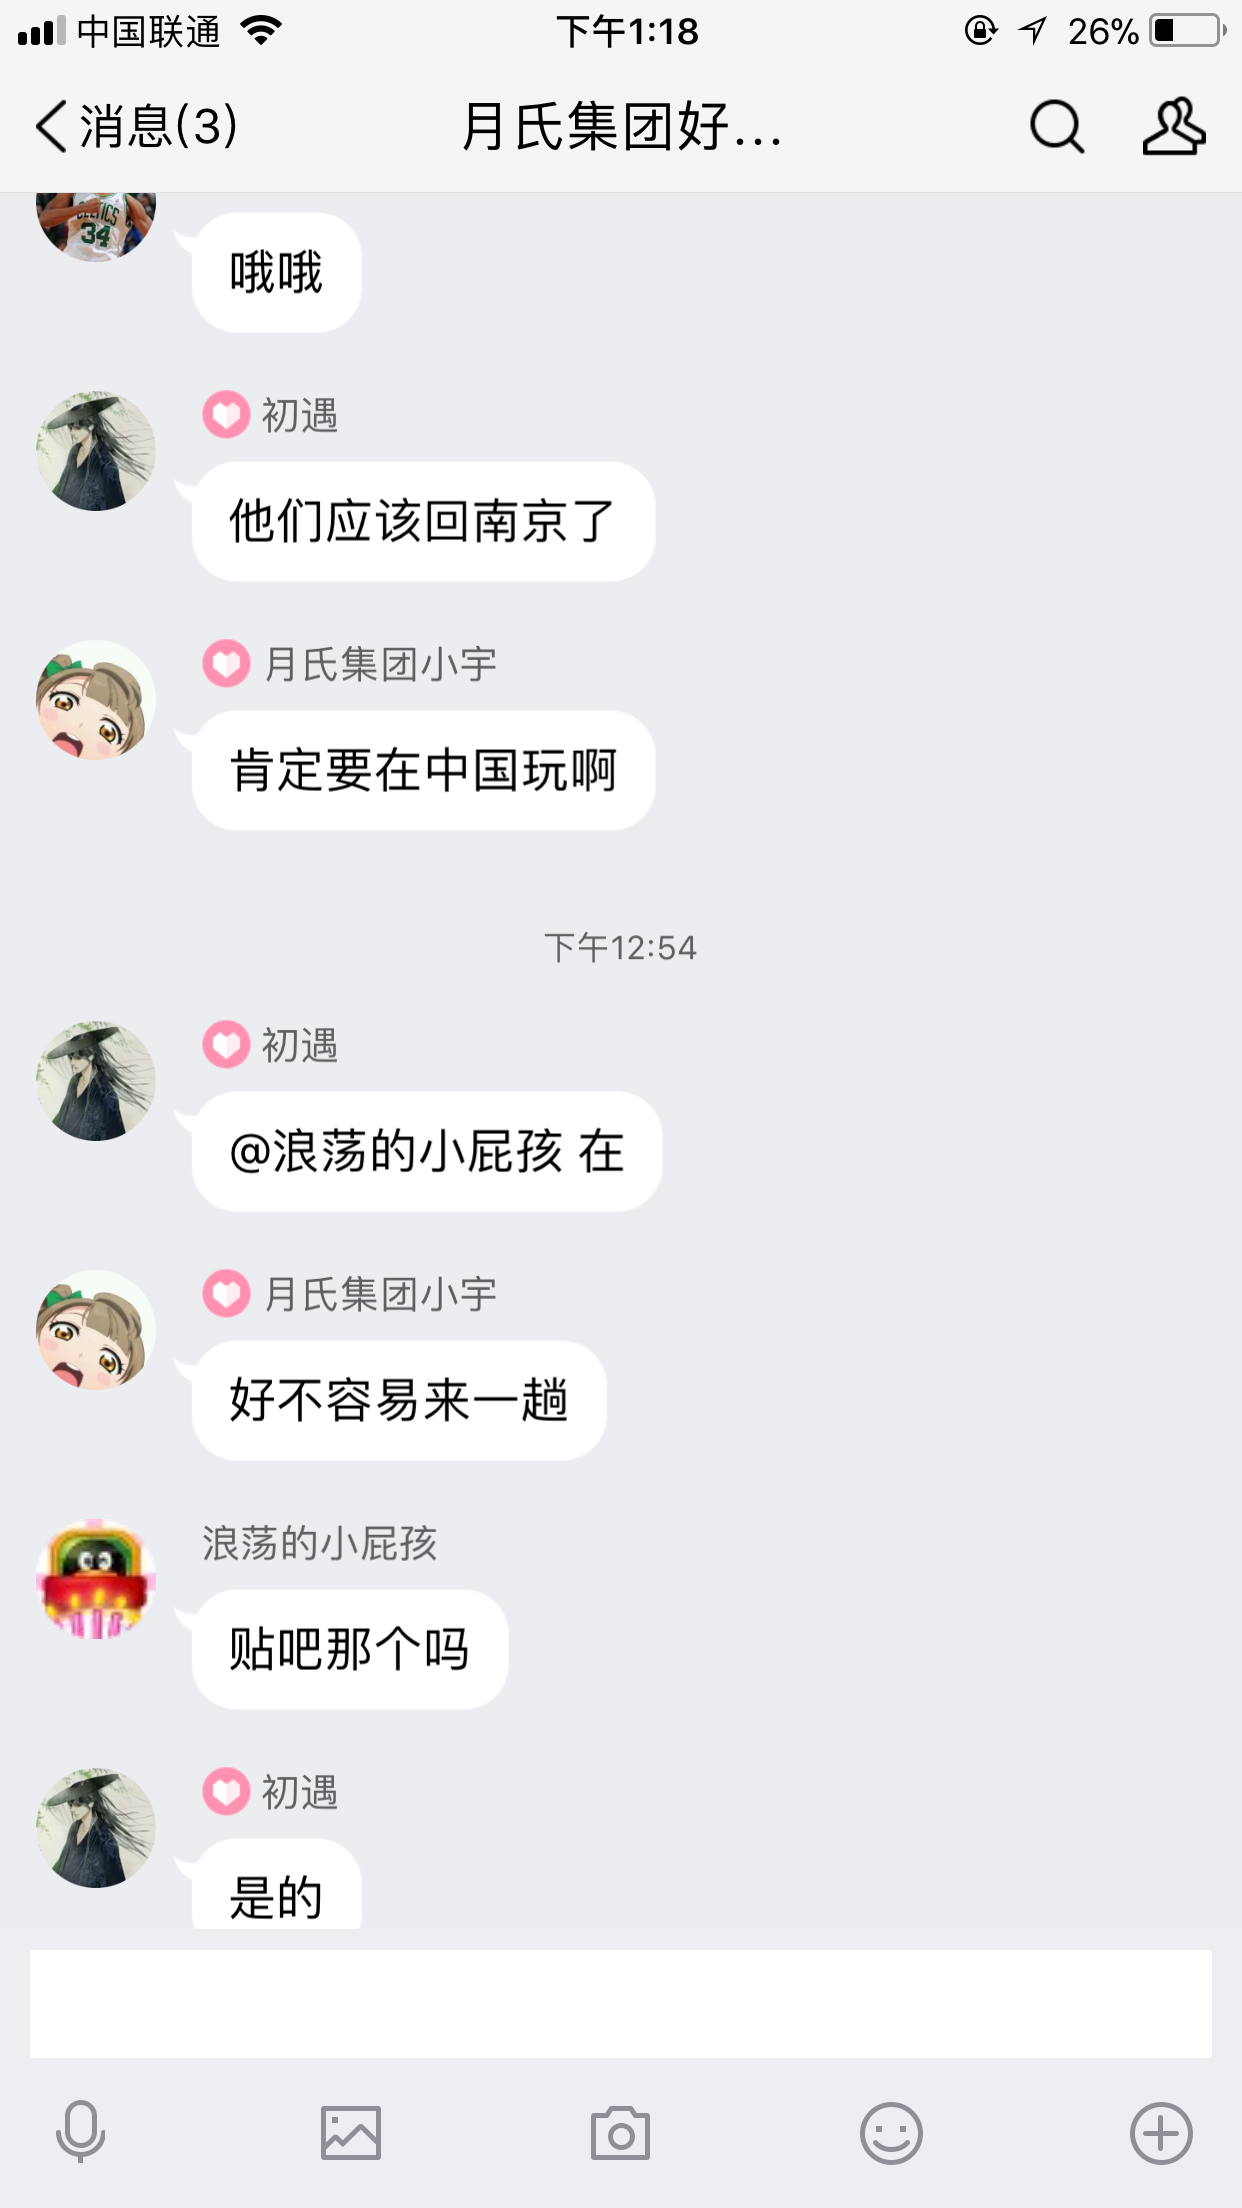 中国联通
下午1:18
26%
消息(3)
月氏集团好...
CELTICS
34
哦哦
初遇
他们应该回南京了
月氏集团小宇
肯定要在中国玩啊
下午12:54
初遇
@浪荡的小屁孩 在
月氏集团小宇
好不容易来一趟
浪荡的小屁孩
贴吧那个吗
初遇
是的